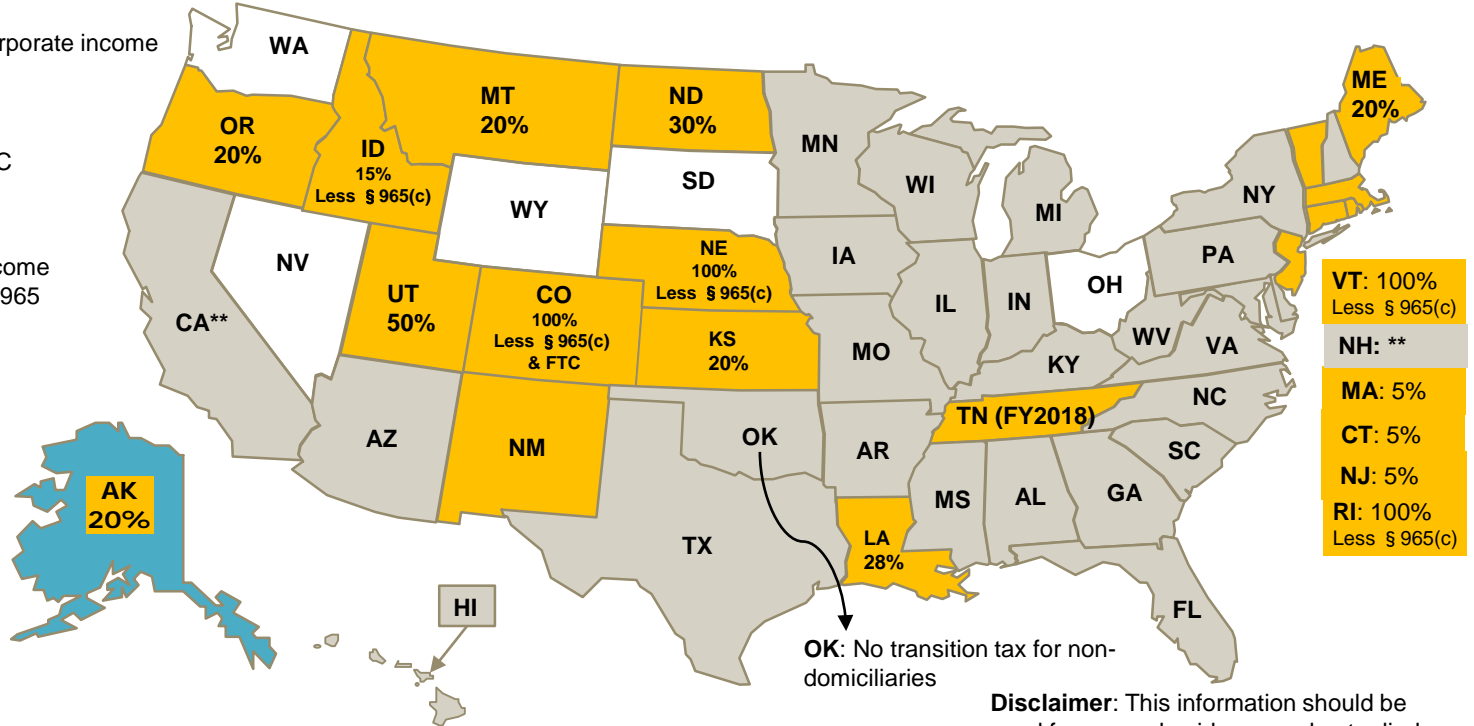 rporate income
C
come
965
WA
OR
20%
ID
15%
Less § 965(c)
MT
20%
ND
30%
SD
WY
NV
CA**
UT
50%
CO
100%
Less § 965(c)
& FTC
NE
100%
Less § 965(c)
KS
20%
AZ
NM
OK
TX
MN
WI
MI
IA
IL
IN
OH
MO
KY
WV
VA
PA
NY
ME
20%
TN (FY2018)
NC
SC
AR
MS
AL
GA
LA
28%
FL
AK
20%
HI
VT: 100%
Less § 965(c)
NH: **
MA: 5%
CT: 5%
NJ: 5%
RI: 100%
Less § 965(c)
OK: No transition tax for non-
domiciliaries
Disclaimer: This information should be